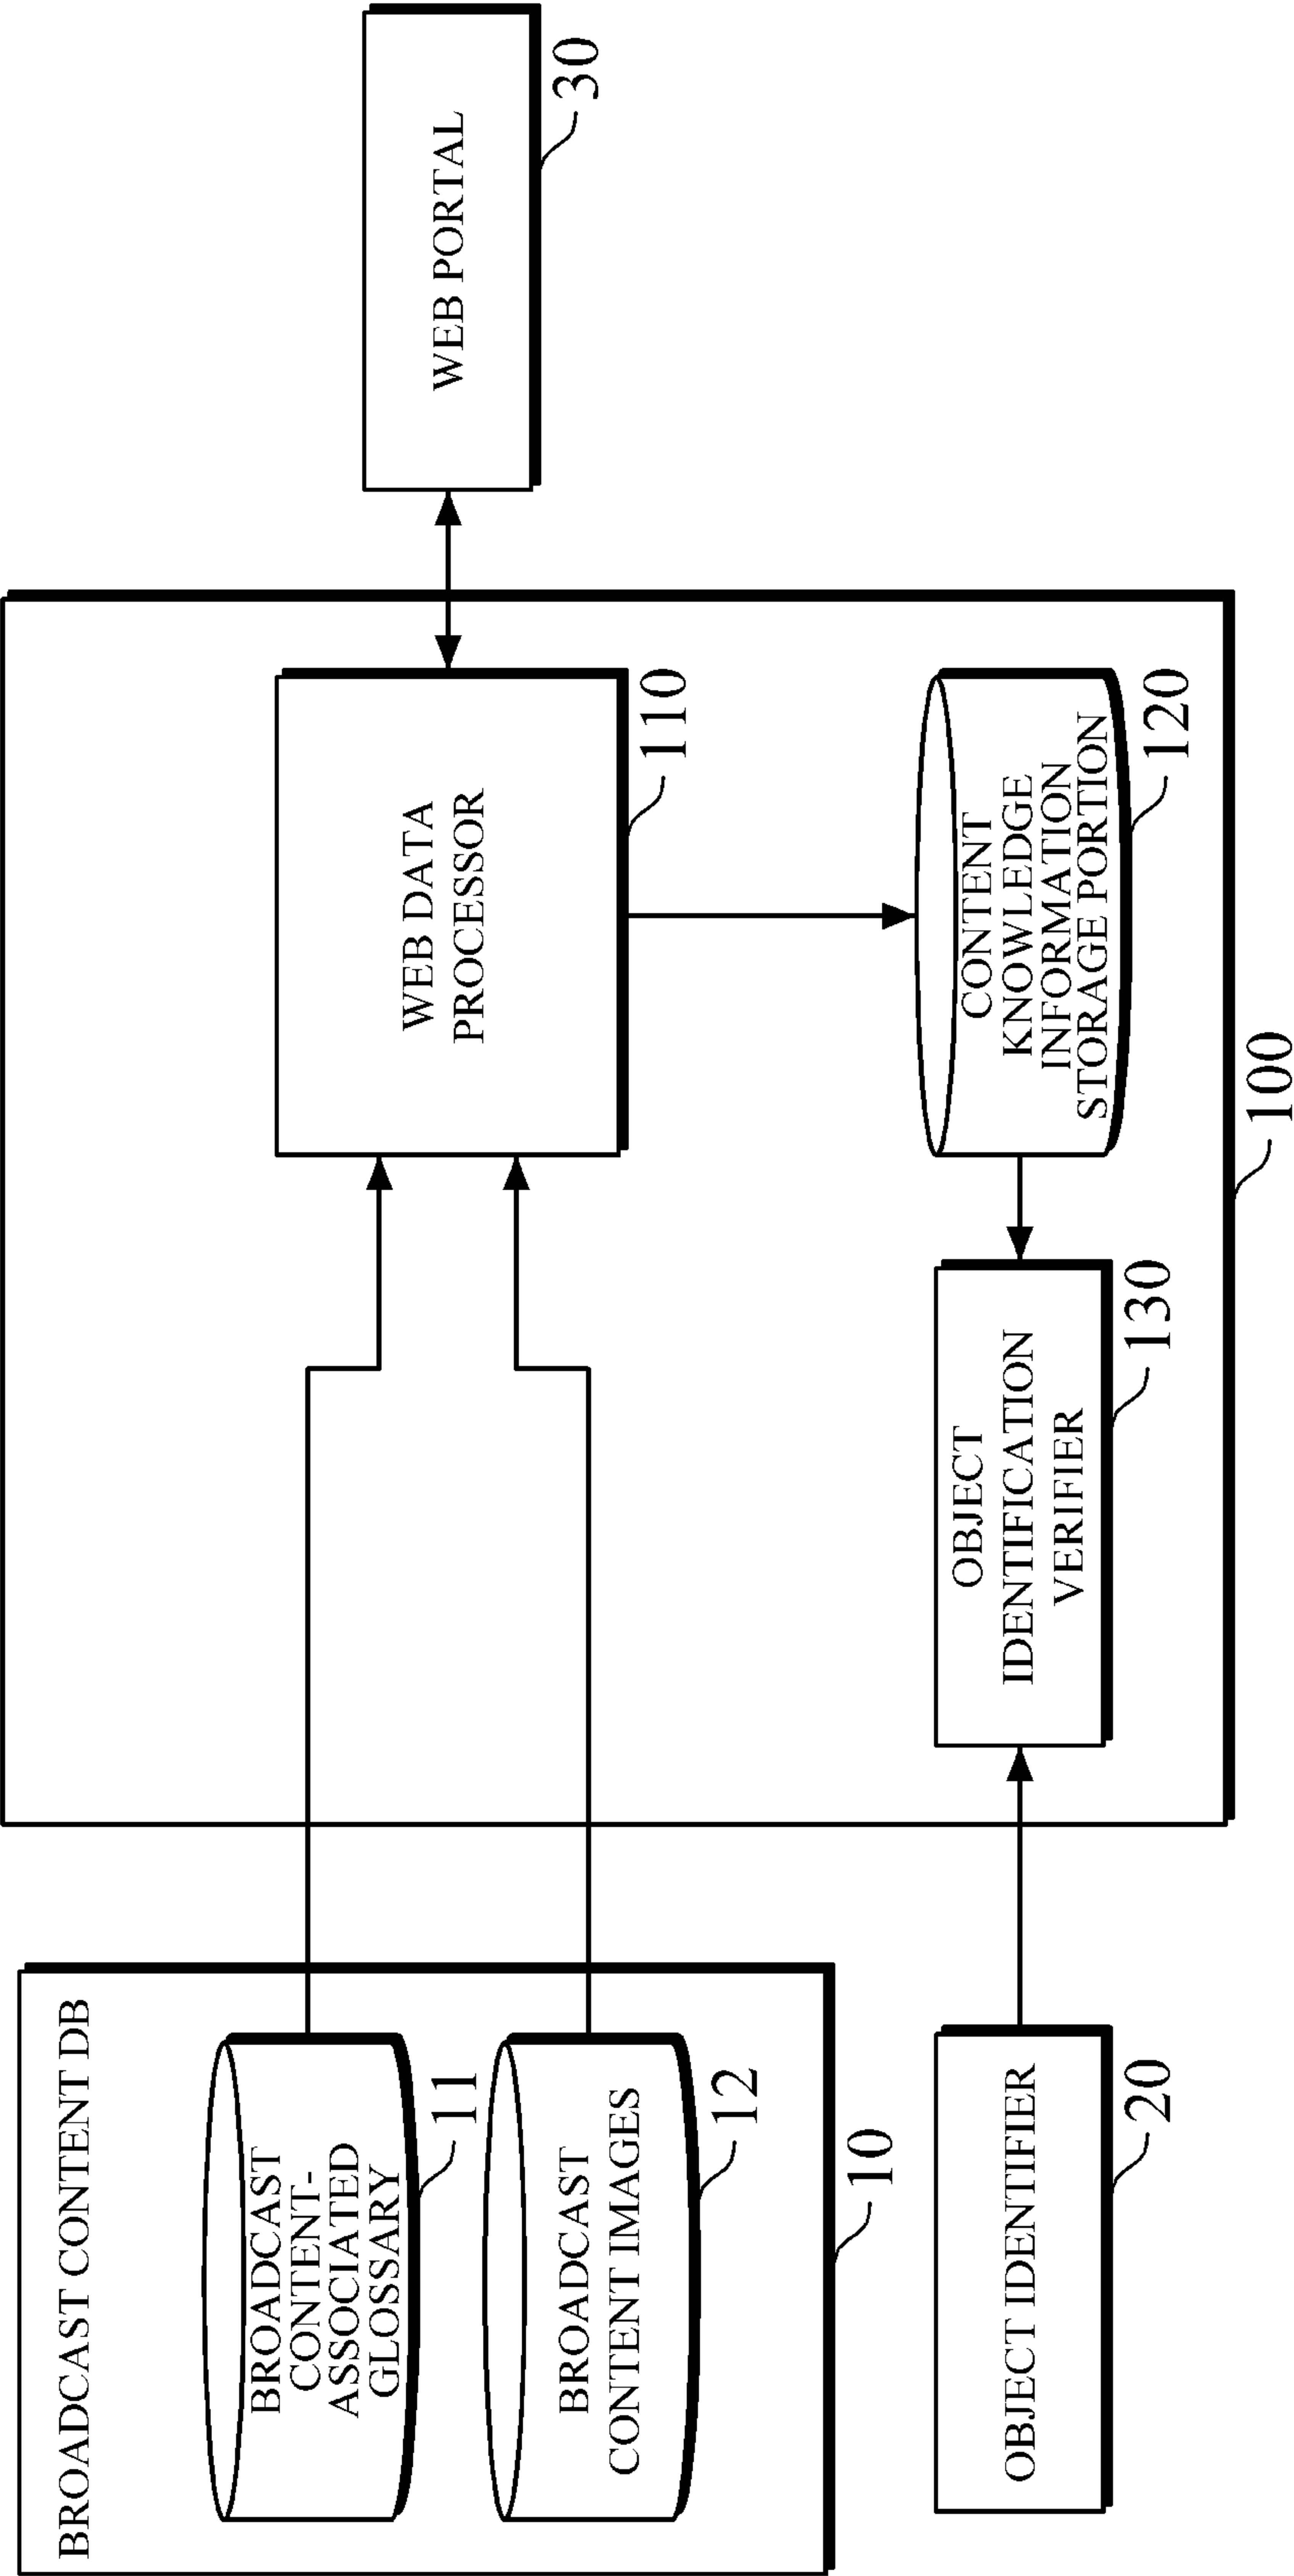 BROADCAST CONTENT DB
BROADCAST
CONTENT-
ASSOCIATED
GLOSSARY
11
BROADCAST
CONTENT IMAGES
12
10
OBJECT IDENTIFIER
20
WEB DATA
PROCESSOR
110
OBJECT
IDENTIFICATION
VERIFIER
130
CONTENT
KNOWLEDGE
INFORMATION
STORAGE PORTION
120
100
WEB PORTAL
30